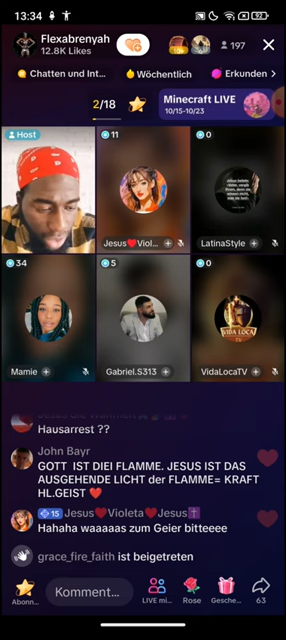 13:34
92
Flexabrenyah
12.8K Likes
197
Chatten und Int...
Wöchentlich
Erkunden
2/18
Minecraft LIVE
10/15-10/23
Host
11
0
Jesus❤️Viol...
LatinaStyle
34
5
0
Mamie
Gabriel.S313
VidaLocaTV
Hausarrest ??
John Bayr
GOTT IST DIEI FLAMME. JESUS IST DAS
AUSGEHENDE LICHT der FLAMME= KRAFT
HL.GEIST ❤️
15 Jesus❤️Violeta❤️Jesus✝️
Hahaha waaaaas zum Geier bitteeee
grace_fire_faith ist beigetreten
Kommen...
Abonn...
LIVE mi...
Rose
Gesche...
63